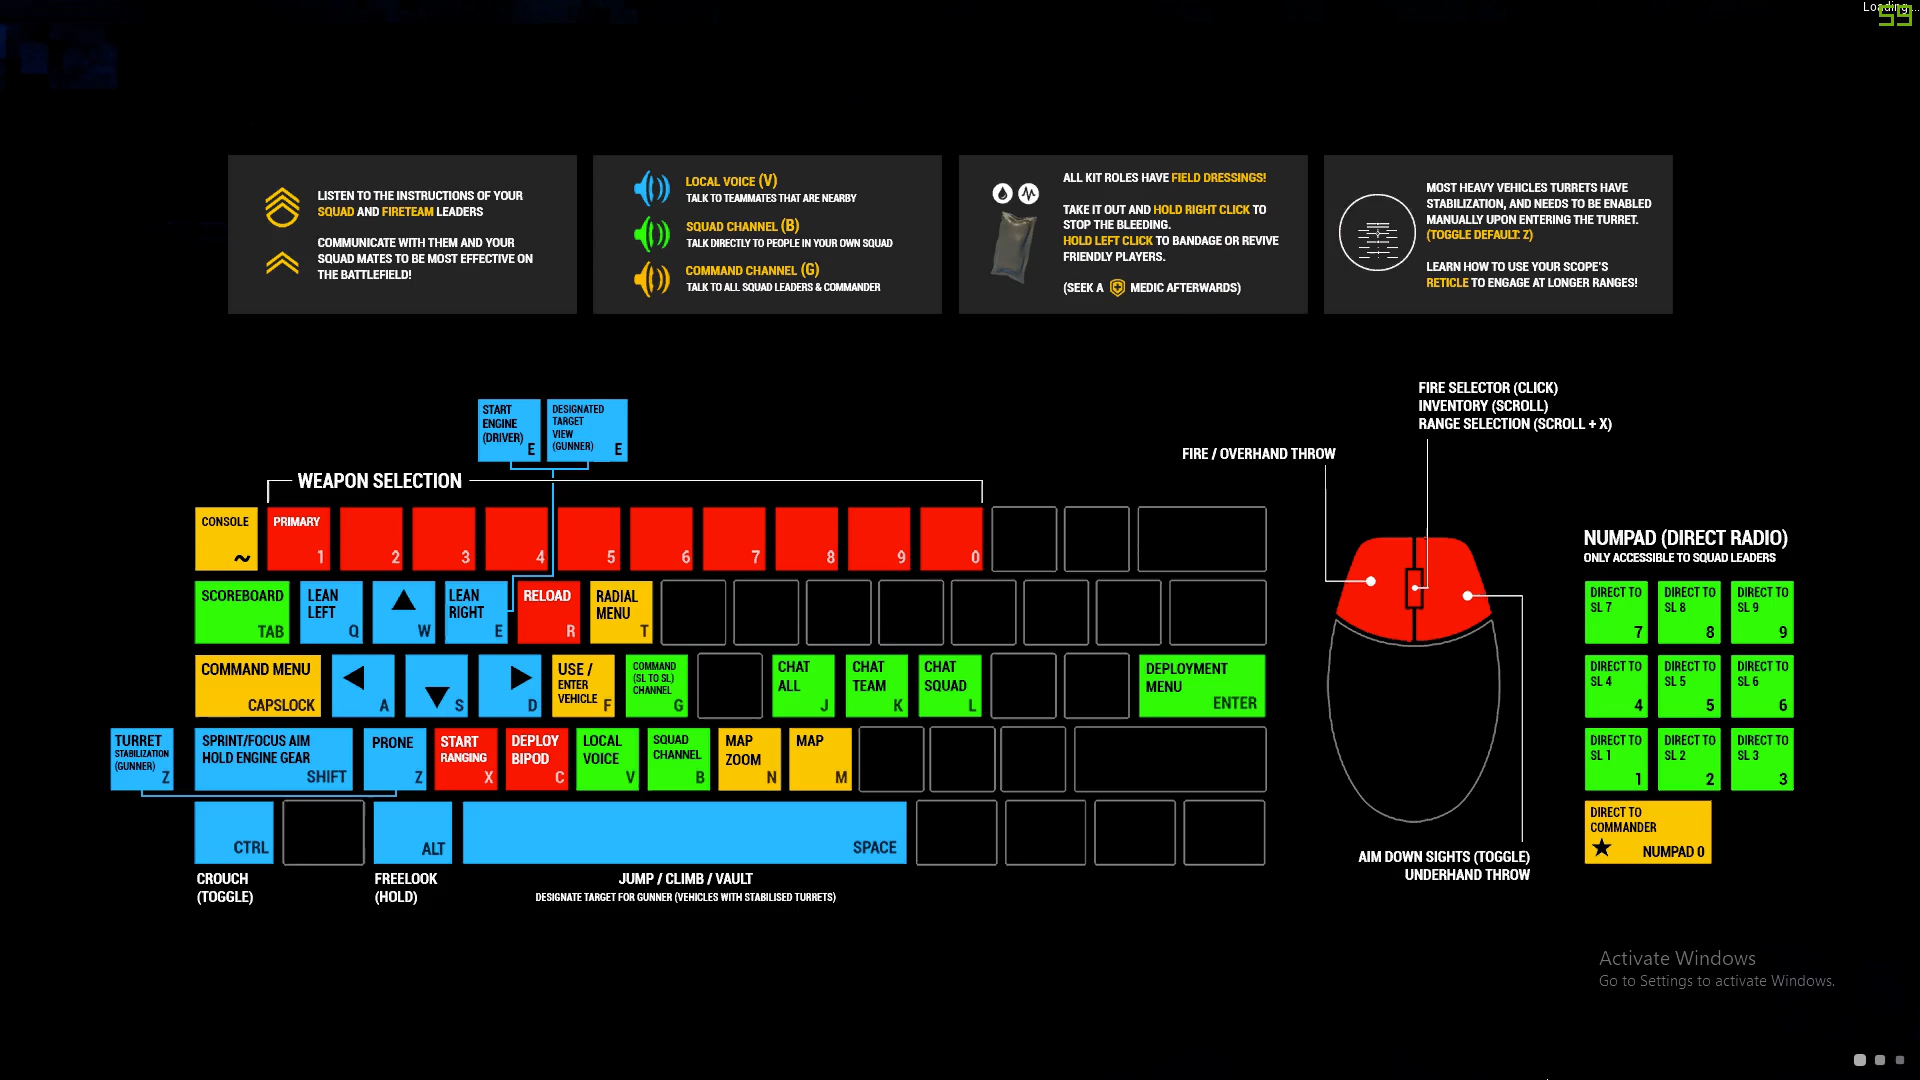 Loading...
59
LISTEN TO THE INSTRUCTIONS OF YOUR
SQUAD AND FIRETEAM LEADERS
COMMUNICATE WITH THEM AND YOUR
SQUAD MATES TO BE MOST EFFECTIVE ON
THE BATTLEFIELD!
LOCAL VOICE (V)
TALK TO TEAMMATES THAT ARE NEARBY
SQUAD CHANNEL (B)
TALK DIRECTLY TO PEOPLE IN YOUR OWN SQUAD
COMMAND CHANNEL (G)
TALK TO ALL SQUAD LEADERS & COMMANDER
ALL KIT ROLES HAVE FIELD DRESSINGS!
TAKE IT OUT AND HOLD RIGHT CLICK TO
STOP THE BLEEDING.
HOLD LEFT CLICK TO BANDAGE OR REVIVE
FRIENDLY PLAYERS.
(SEEK A MEDIC AFTERWARDS)
MOST HEAVY VEHICLES TURRETS HAVE
STABILIZATION, AND NEEDS TO BE ENABLED
MANUALLY UPON ENTERING THE TURRET.
(TOGGLE DEFAULT: Z)
LEARN HOW TO USE YOUR SCOPE'S
RETICLE TO ENGAGE AT LONGER RANGES!
START
ENGINE
(DRIVER) E
DESIGNATED
TARGET
VIEW
(GUNNER) E
WEAPON SELECTION
CONSOLE
~
PRIMARY
1
2
3
4
5
6
7
8
9
0
SCOREBOARD
TAB
LEAN
LEFT
Q
W
LEAN
RIGHT
E
RELOAD
R
RADIAL
MENU
T
COMMAND MENU
CAPSLOCK
A
S
D
USE /
ENTER
VEHICLE F
COMMAND
(SL TO SL)
CHANNEL
G
CHAT
ALL
J
CHAT
TEAM
K
CHAT
SQUAD
L
DEPLOYMENT
MENU
ENTER
TURRET
STABILIZATION
(GUNNER) Z
SPRINT/FOCUS AIM
HOLD ENGINE GEAR
SHIFT
PRONE
Z
START
RANGING
X
DEPLOY
BIPOD
C
LOCAL
VOICE
V
SQUAD
CHANNEL
B
MAP
ZOOM
N
MAP
M
CTRL
ALT
SPACE
CROUCH
(TOGGLE)
FREELOOK
(HOLD)
JUMP / CLIMB / VAULT
DESIGNATE TARGET FOR GUNNER (VEHICLES WITH STABILISED TURRETS)
FIRE SELECTOR (CLICK)
INVENTORY (SCROLL)
RANGE SELECTION (SCROLL + X)
FIRE / OVERHAND THROW
AIM DOWN SIGHTS (TOGGLE)
UNDERHAND THROW
NUMPAD (DIRECT RADIO)
ONLY ACCESSIBLE TO SQUAD LEADERS
DIRECT TO
SL 7
7
DIRECT TO
SL 8
8
DIRECT TO
SL 9
9
DIRECT TO
SL 4
4
DIRECT TO
SL 5
5
DIRECT TO
SL 6
6
DIRECT TO
SL 1
1
DIRECT TO
SL 2
2
DIRECT TO
SL 3
3
DIRECT TO
COMMANDER
NUMPAD 0
Activate Windows
Go to Settings to activate Windows.